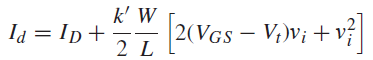 I_d = I_D + \frac{k'}{2} \frac{W}{L} \left[ 2(V_{GS} - V_t)v_i + v_i^2 \right]